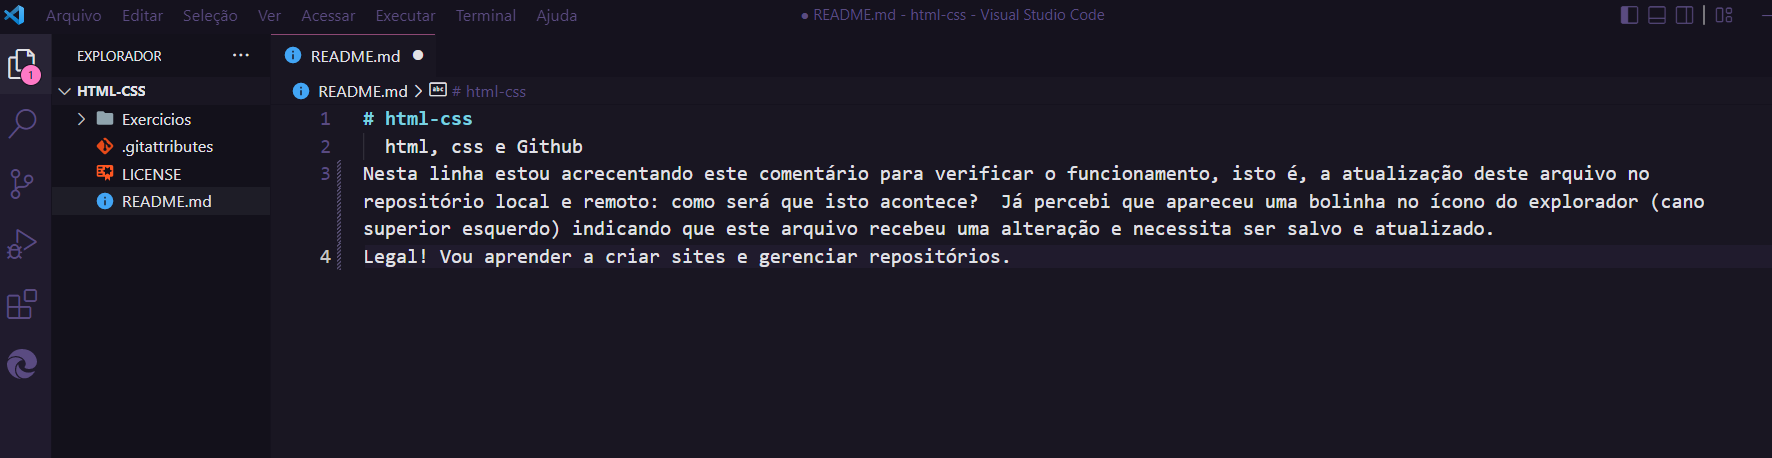 Arquivo Editar Seleção Ver Acessar Executar Terminal Ajuda ● README.md - html-css - Visual Studio Code
EXPLORADOR ···
README.md
1
HTML-CSS
README.md > # html-css
Exercicios
.gitattributes
LICENSE
README.md
1 # html-css
2 html, css e Github
3 Nesta linha estou acrecentando este comentário para verificar o funcionamento, isto é, a atualização deste arquivo no
repositório local e remoto: como será que isto acontece?  Já percebi que apareceu uma bolinha no ícono do explorador (cano
superior esquerdo) indicando que este arquivo recebeu uma alteração e necessita ser salvo e atualizado.
4 Legal! Vou aprender a criar sites e gerenciar repositórios.